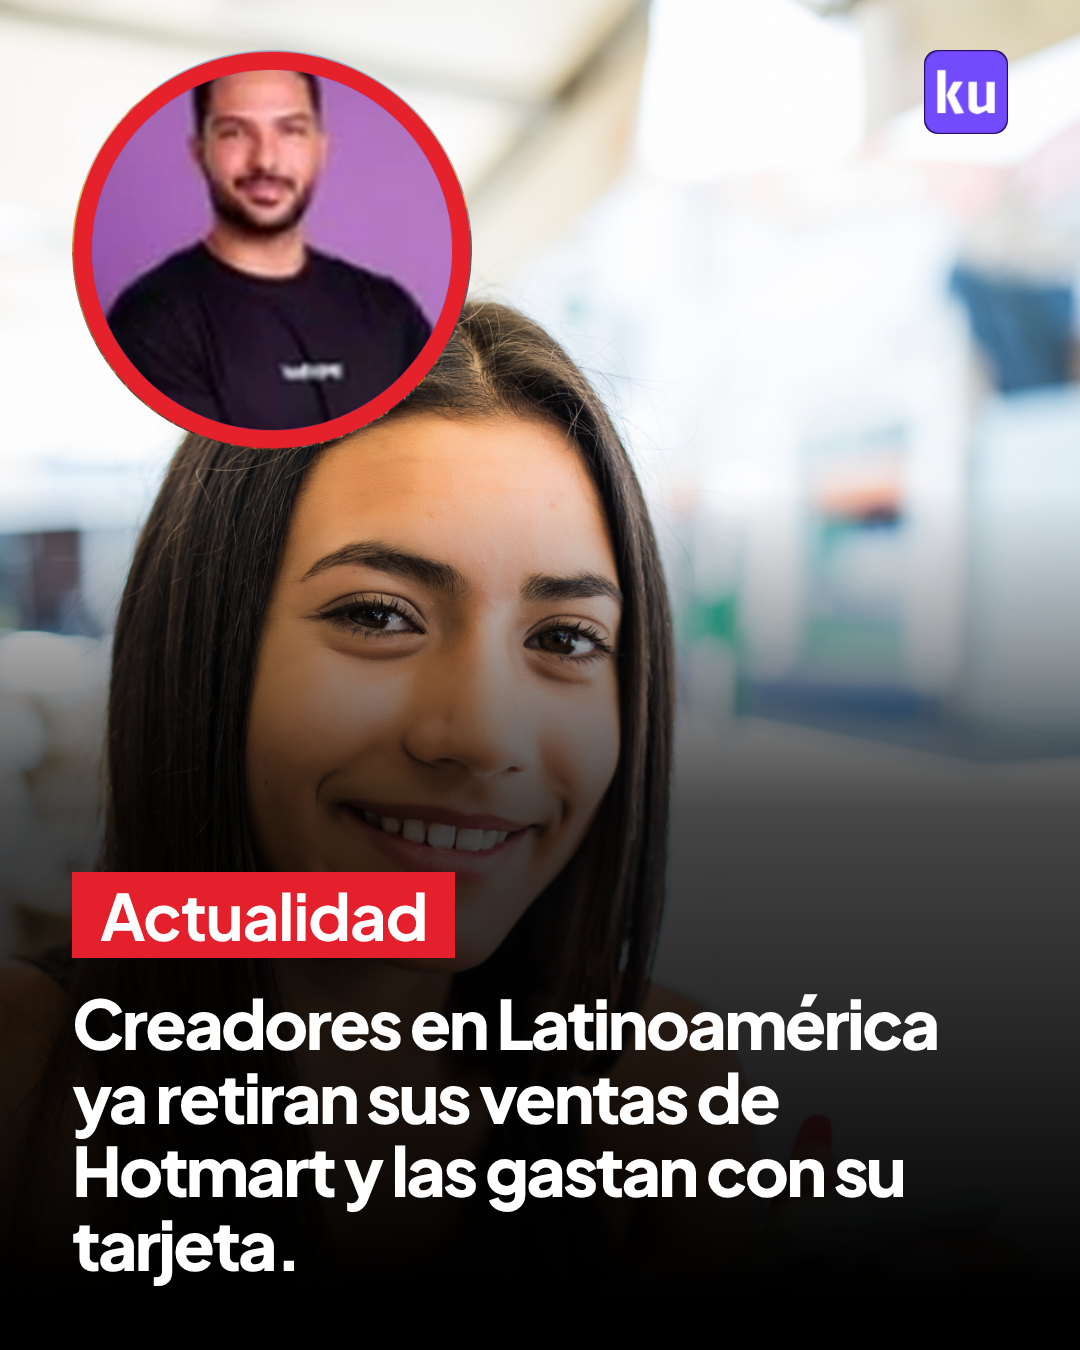 ku
Actualidad
Creadores en Latinoamérica
ya retiran sus ventas de
Hotmart y las gastan con su
tarjeta.